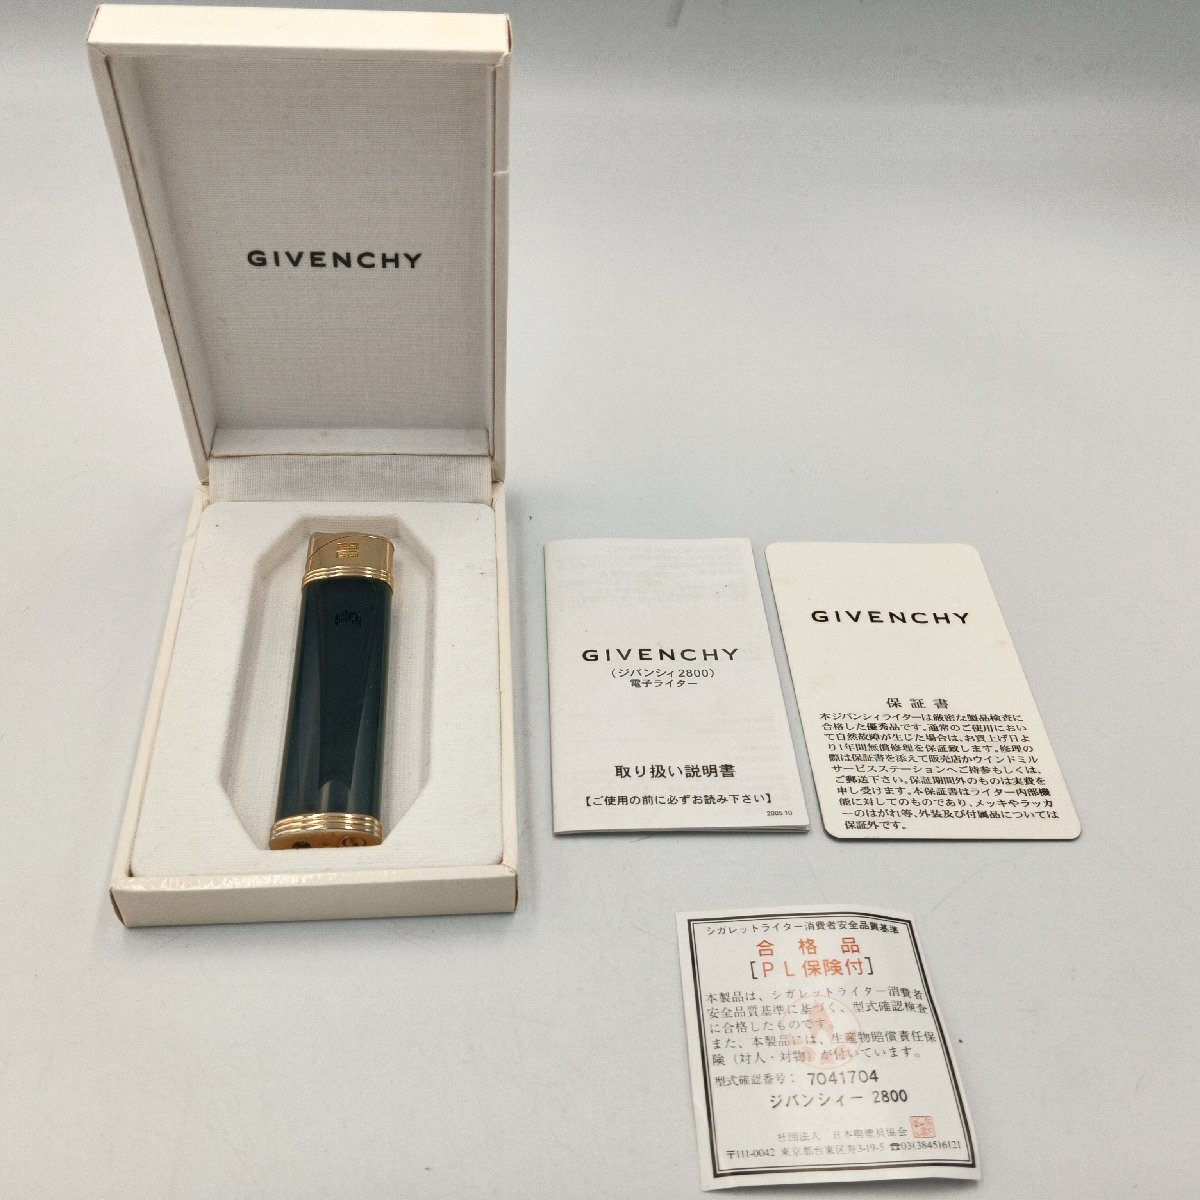 GIVENCHY
GIVENCHY
GIVENCHY
(ジバンシィ2800)
電子ライター
取り扱い説明書
【ご使用の前に必ずお読み下さい】
2005.10
GIVENCHY
保証書
本ジバンシィライターは厳密な製品検査に
合格した優秀品です。通常のご使用におい
て自然故障が生じた場合は、お買上げ日よ
り1年間無償修理を保証致します。修理の
際は保証書を添えて販売店かウインドミル
サービスステーションへご持参もしくは、
ご郵送下さい。保証期間外のものは実費を
申し受けます。本保証書はライター内部機
能に対してのものであり、メッキやラッカ
ーのはがれ等、外装及び付属品については
保証外です。
シガレットライター消費者安全品質基準
合格品
[PL保険付]
本製品は、シガレットライター消費者
安全品質基準に基づく、型式確認検査
に合格したものです。
また、本製品には、生産物賠償責任保
険(対人・対物)が付いています。
型式確認番号: 7041704
ジバンシィー 2800
社団法人 日本喫煙具協会
〒111-0042 東京都台東区寿3-19-5 ☎03(3845)6121